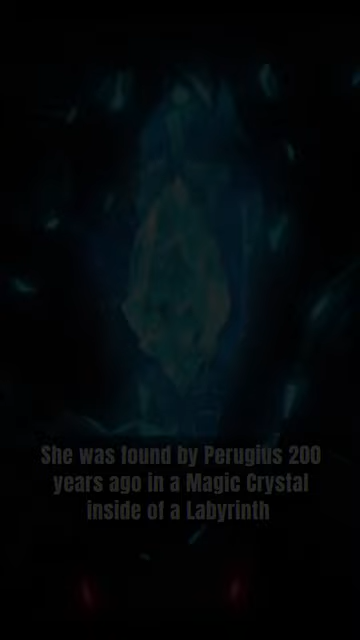 She was found by Perugius 200
years ago in a Magic Crystal
inside of a Labyrinth